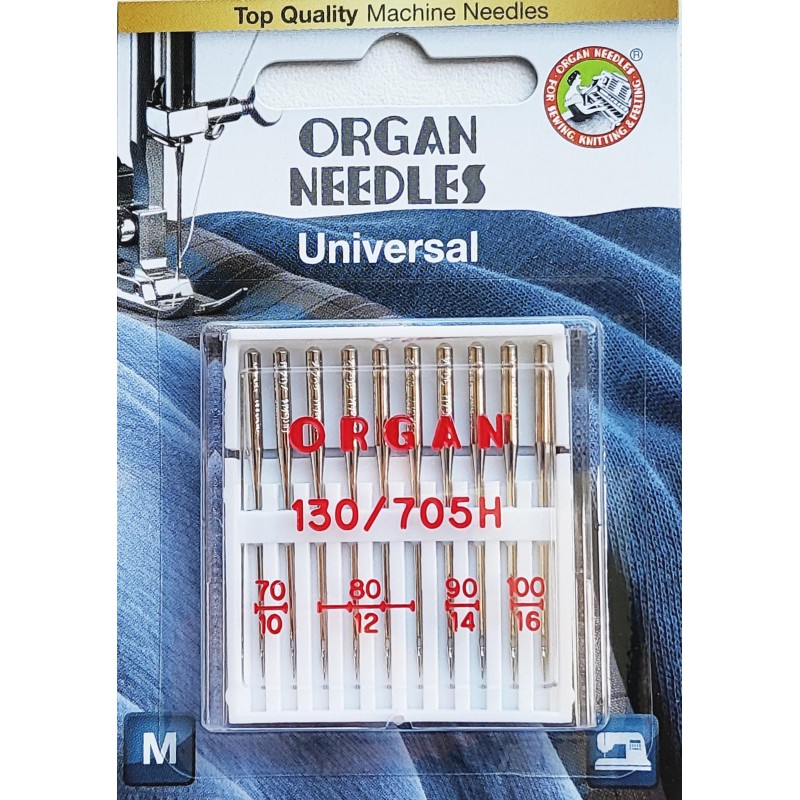 Top Quality Machine Needles
ORGAN NEEDLES
FOR SEWING, KNITTING & FELTING
®
ORGAN
NEEDLES
Universal
ORGAN
130/705H
70 80 90 100
10 12 14 16
M